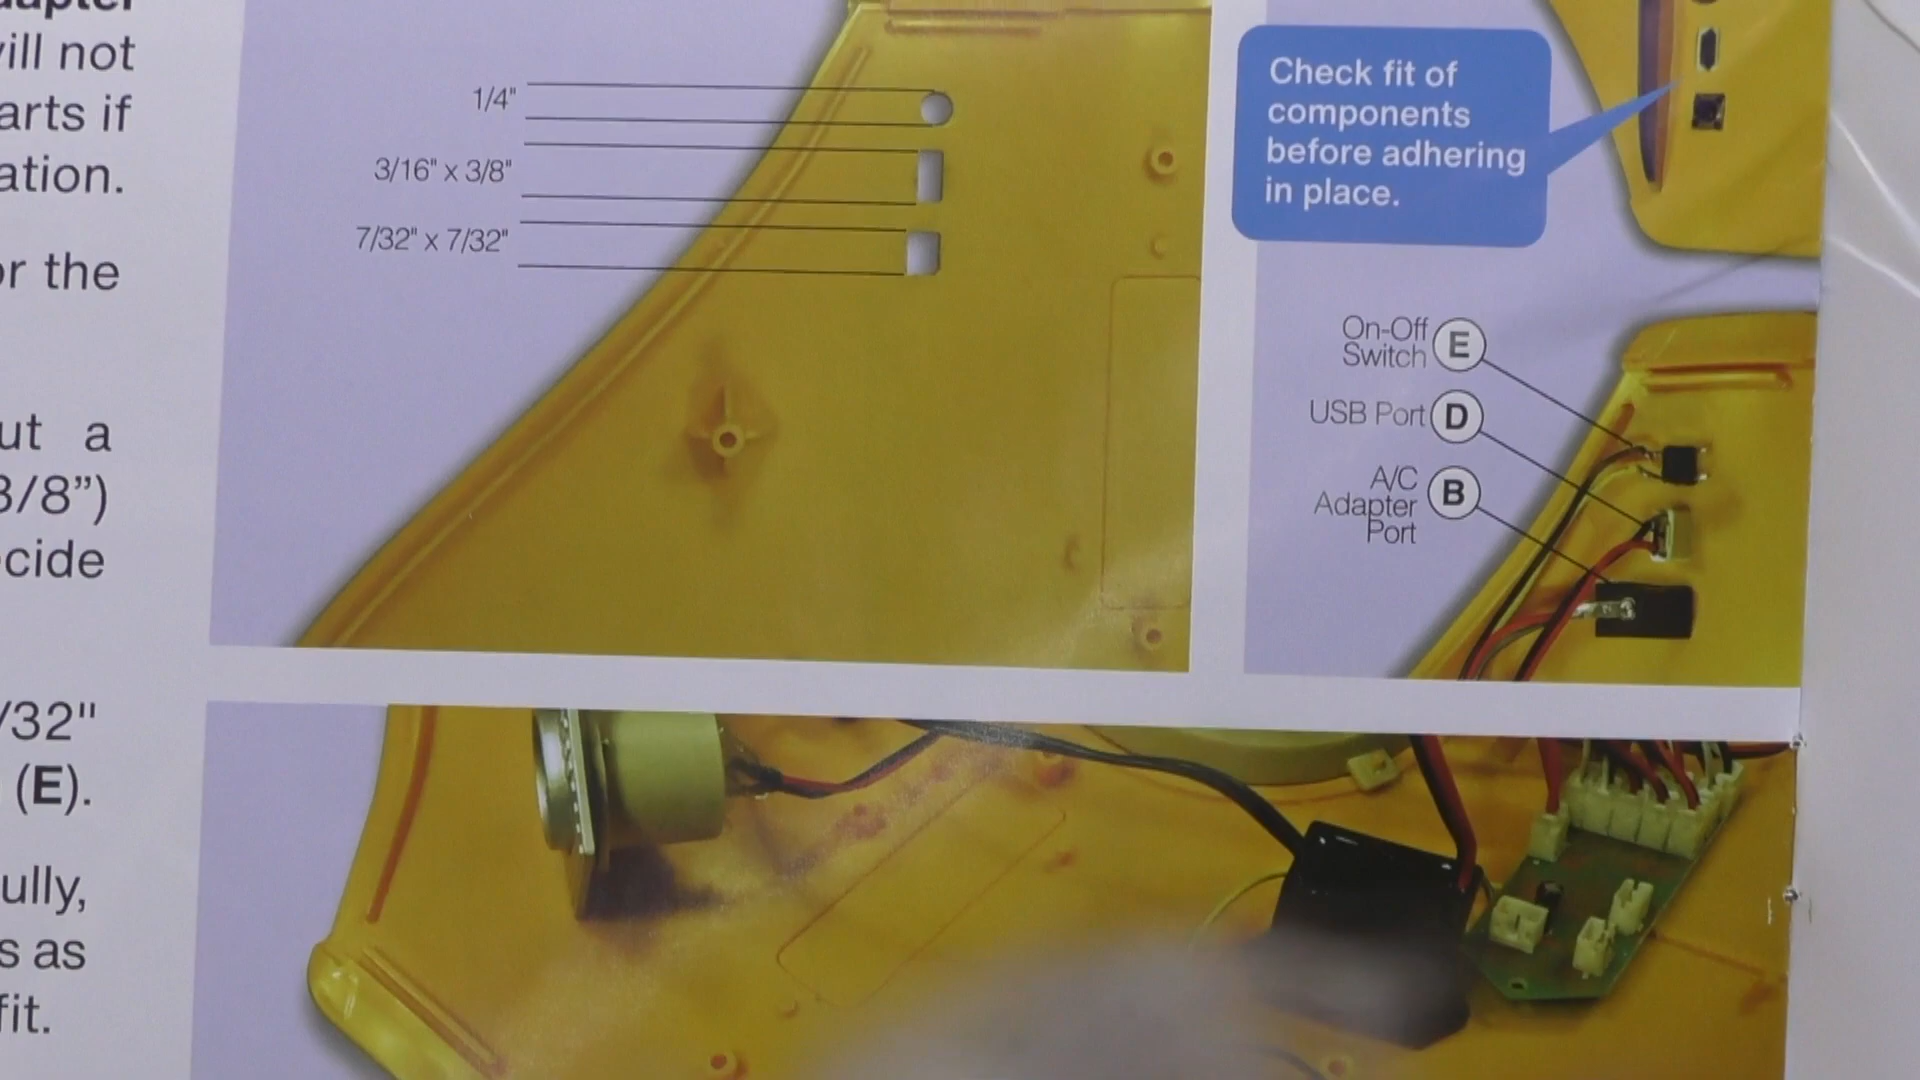 will not
arts if
ation.
or the
ut a
3/8”)
cide
/32"
(E).
ully,
s as
fit.
1/4"
3/16" x 3/8"
7/32" x 7/32"
Check fit of
components
before adhering
in place.
On-Off
Switch E
USB Port D
A/C
Adapter
Port B